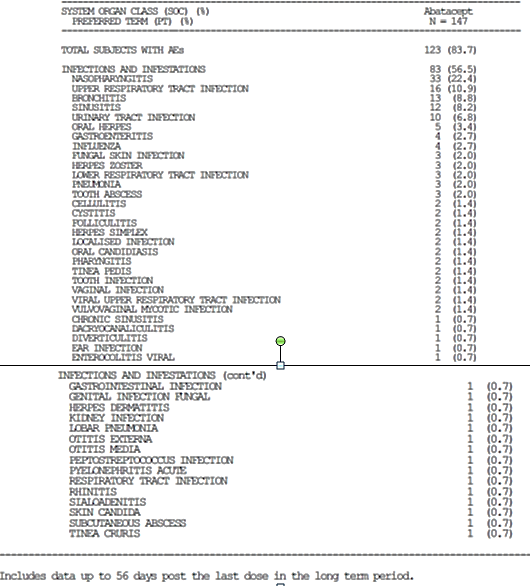 SYSTEM ORGAN CLASS (SOC) (%) Abatacept
PREFERRED TERM (PT) (%) N = 147
TOTAL SUBJECTS WITH AEs 123 (83.7)
INFECTIONS AND INFESTATIONS 83 (56.5)
NASOPHARYNGITIS 33 (22.4)
UPPER RESPIRATORY TRACT INFECTION 16 (10.9)
BRONCHITIS 13 (8.8)
SINUSITIS 12 (8.2)
URINARY TRACT INFECTION 10 (6.8)
ORAL HERPES 5 (3.4)
GASTROENTERITIS 4 (2.7)
INFLUENZA 4 (2.7)
FUNGAL SKIN INFECTION 3 (2.0)
HERPES ZOSTER 3 (2.0)
LOWER RESPIRATORY TRACT INFECTION 3 (2.0)
PNEUMONIA 3 (2.0)
TOOTH ABSCESS 3 (2.0)
CELLULITIS 2 (1.4)
CYSTITIS 2 (1.4)
FOLLICULITIS 2 (1.4)
HERPES SIMPLEX 2 (1.4)
LOCALISED INFECTION 2 (1.4)
ORAL CANDIDIASIS 2 (1.4)
PHARYNGITIS 2 (1.4)
TINEA PEDIS 2 (1.4)
TOOTH INFECTION 2 (1.4)
VAGINAL INFECTION 2 (1.4)
VIRAL UPPER RESPIRATORY TRACT INFECTION 2 (1.4)
VULVOVAGINAL MYCOTIC INFECTION 2 (1.4)
CHRONIC SINUSITIS 1 (0.7)
DACRYOCANALICULITIS 1 (0.7)
DIVERTICULITIS 1 (0.7)
EAR INFECTION 1 (0.7)
ENTEROCOLITIS VIRAL 1 (0.7)
INFECTIONS AND INFESTATIONS (cont'd)
GASTROINTESTINAL INFECTION 1 (0.7)
GENITAL INFECTION FUNGAL 1 (0.7)
HERPES DERMATITIS 1 (0.7)
KIDNEY INFECTION 1 (0.7)
LOBAR PNEUMONIA 1 (0.7)
OTITIS EXTERNA 1 (0.7)
OTITIS MEDIA 1 (0.7)
PEPTOSTREPTOCOCCUS INFECTION 1 (0.7)
PYELONEPHRITIS ACUTE 1 (0.7)
RESPIRATORY TRACT INFECTION 1 (0.7)
RHINITIS 1 (0.7)
SIALOADENITIS 1 (0.7)
SKIN CANDIDA 1 (0.7)
SUBCUTANEOUS ABSCESS 1 (0.7)
TINEA CRURIS 1 (0.7)
Includes data up to 56 days post the last dose in the long term period.